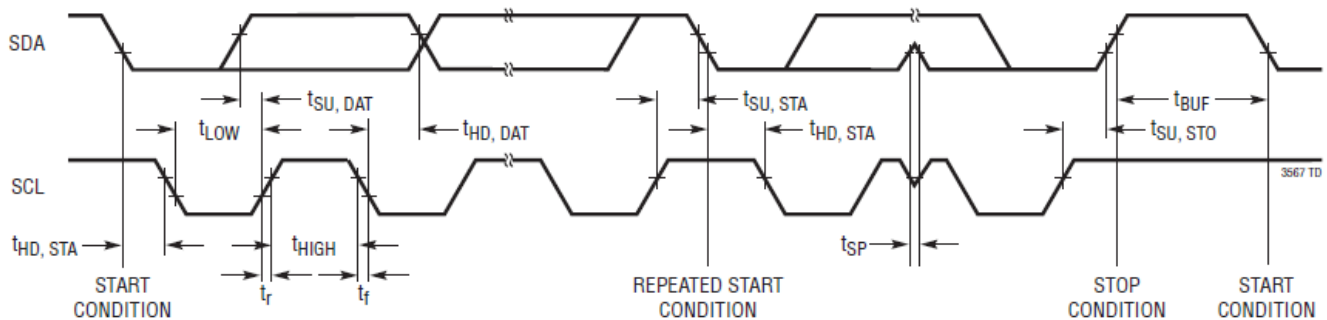 SDA
tSU, DAT
tSU, STA
tBUF
tLOW
tHD, DAT
tHD, STA
tSU, STO
SCL
3567 TD
tHD, STA
tHIGH
tSP
tr
tf
START
CONDITION
REPEATED START
CONDITION
STOP
CONDITION
START
CONDITION